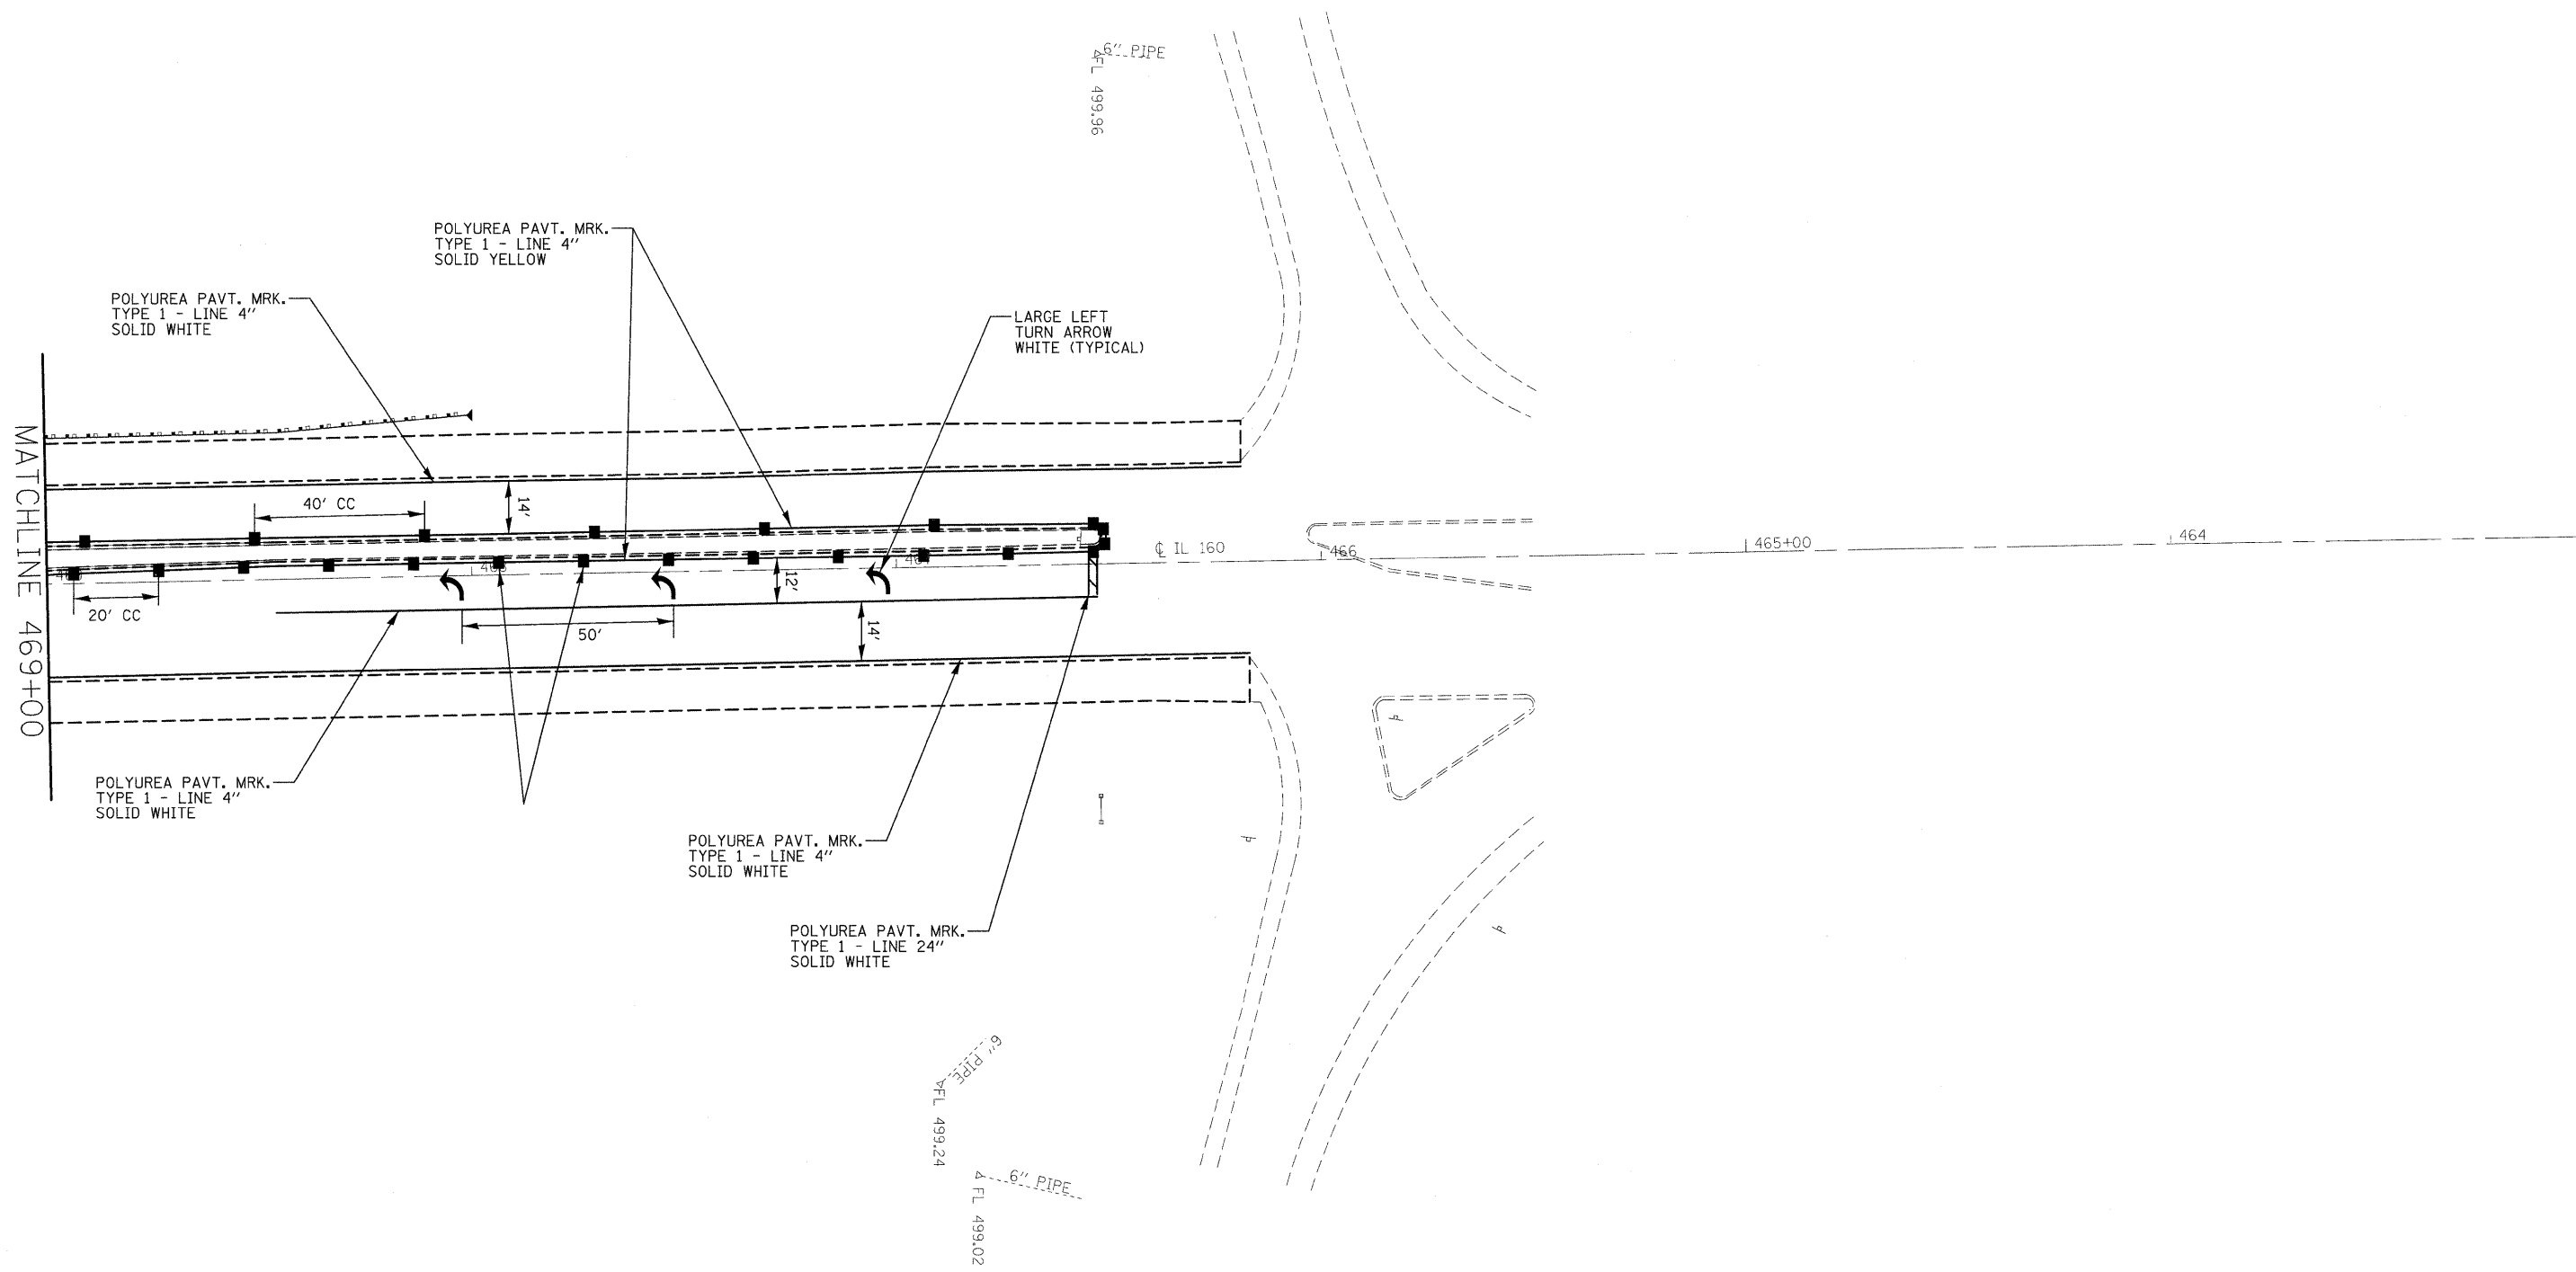 6" PIPE
FL 499.96
POLYUREA PAVT. MRK.
TYPE 1 - LINE 4"
SOLID YELLOW
POLYUREA PAVT. MRK.
TYPE 1 - LINE 4"
SOLID WHITE
LARGE LEFT
TURN ARROW
WHITE (TYPICAL)
MATCHLINE 469+00
40' CC
14'
℄ IL 160
466
465+00
464
12'
20' CC
50'
14'
POLYUREA PAVT. MRK.
TYPE 1 - LINE 4"
SOLID WHITE
POLYUREA PAVT. MRK.
TYPE 1 - LINE 4"
SOLID WHITE
POLYUREA PAVT. MRK.
TYPE 1 - LINE 24"
SOLID WHITE
6" PIPE
FL 499.24
6" PIPE
FL 499.02